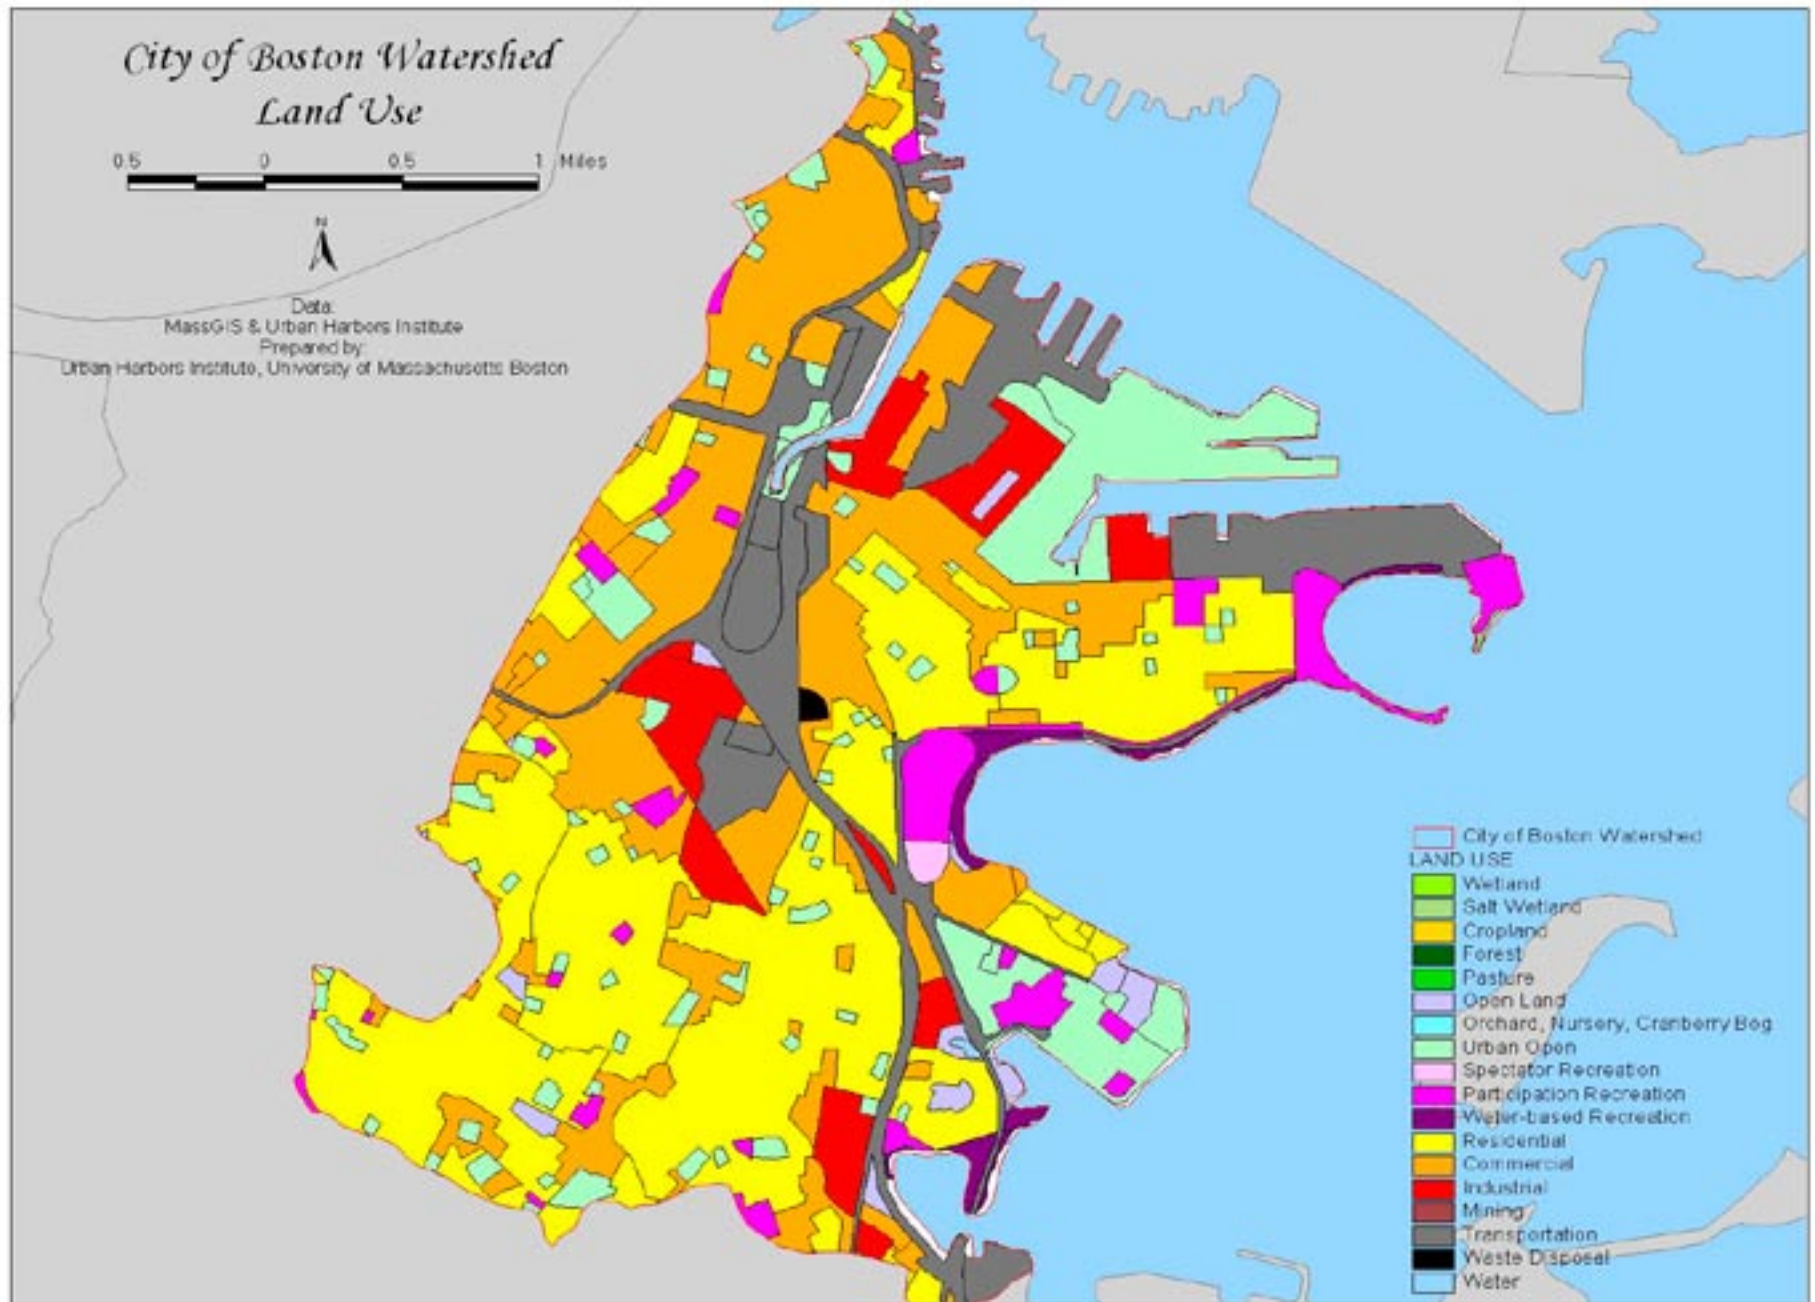 City of Boston Watershed
Land Use
0.5 0 0.5 1 Miles
N
Data:
MassGIS & Urban Harbors Institute
Prepared by:
Urban Harbors Institute, University of Massachusetts Boston
City of Boston Watershed
LAND USE
Wetland
Salt Wetland
Cropland
Forest
Pasture
Open Land
Orchard, Nursery, Cranberry Bog
Urban Open
Spectator Recreation
Participation Recreation
Water-based Recreation
Residential
Commercial
Industrial
Mining
Transportation
Waste Disposal
Water